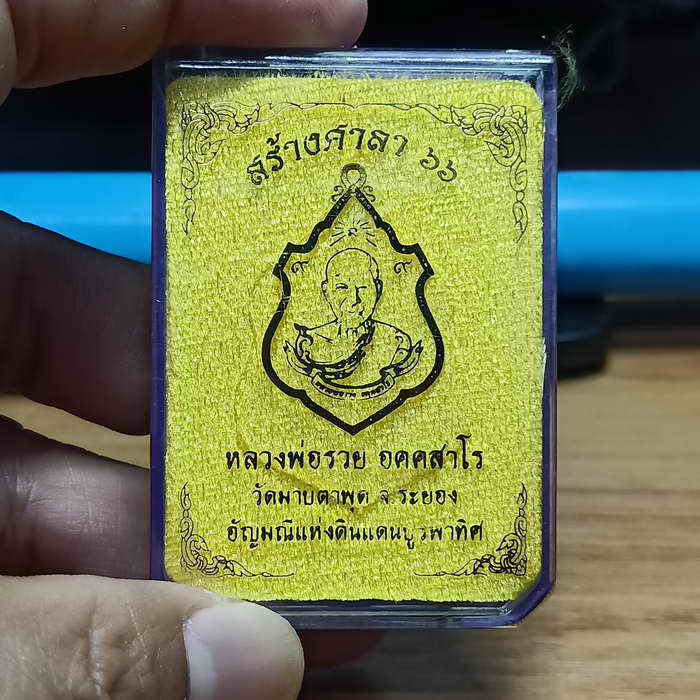 สร้างศาลา ๖๖
๙ ๙
หลวงพ่อรวย อคคสาโร
วัดมาบตาพุด จ.ระยอง
อัญมณีแห่งดินแดนบูรพาทิศ